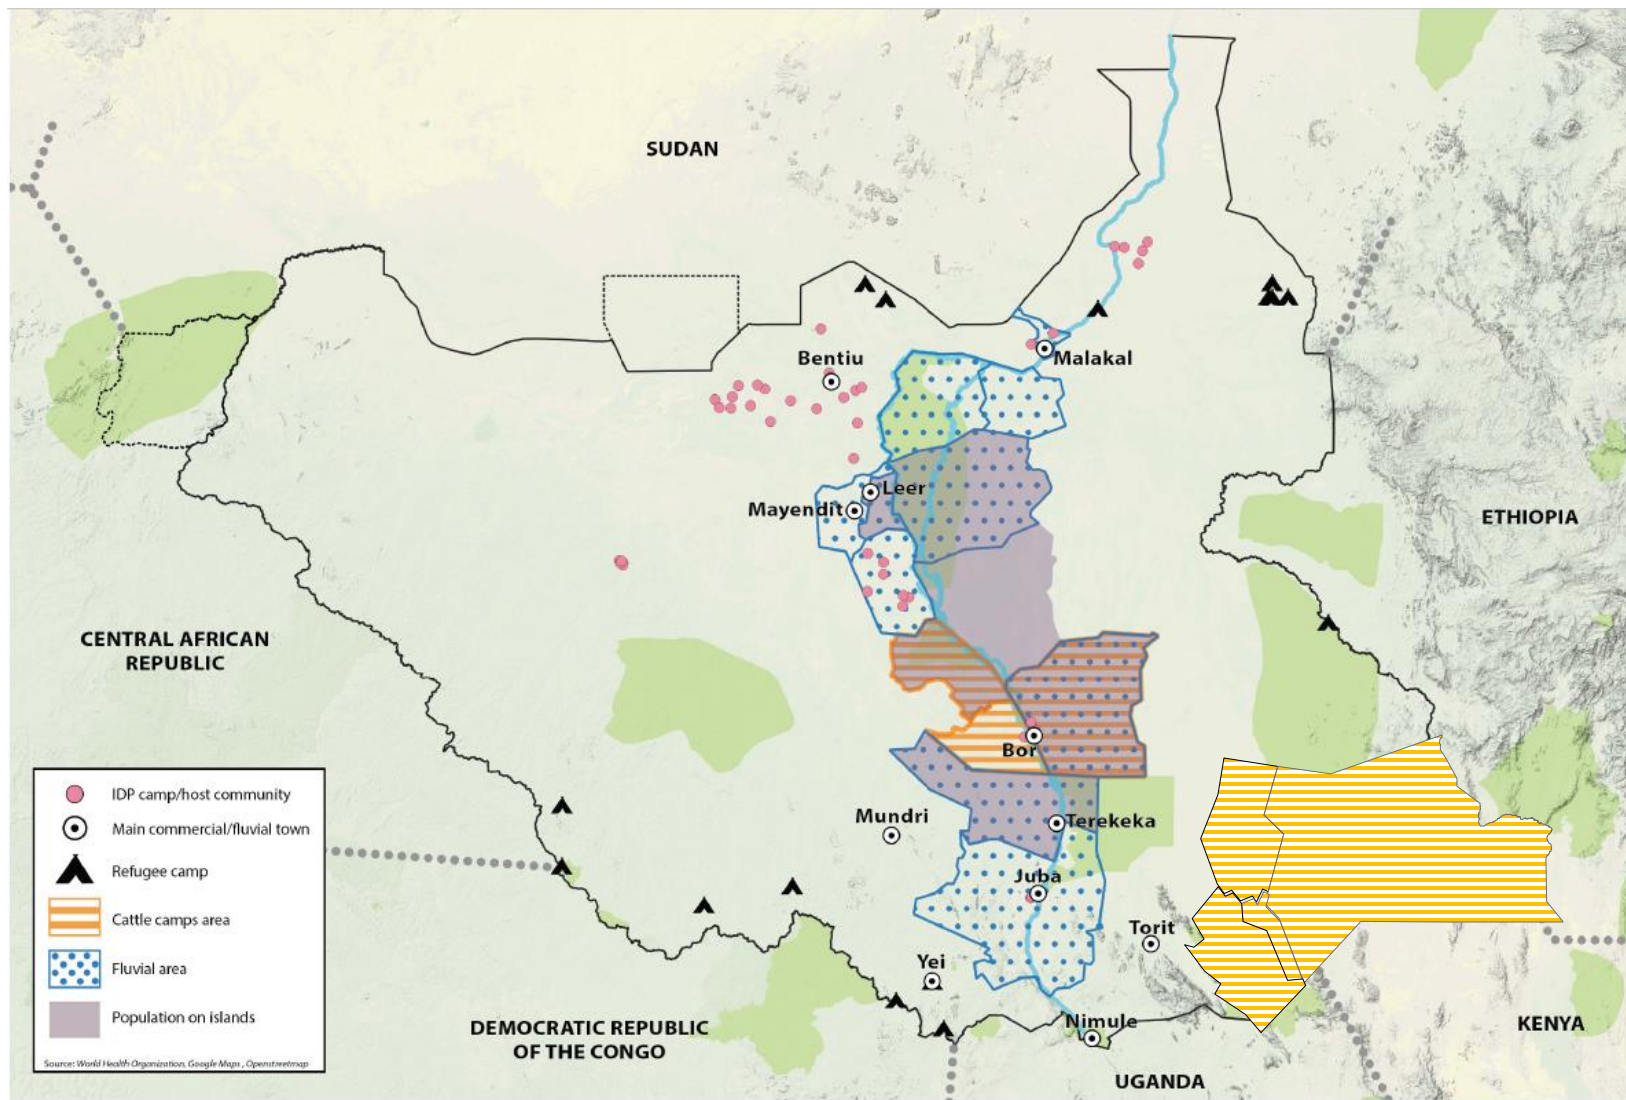 SUDAN
Bentiu
Malakal
Leer
Mayendit
ETHIOPIA
CENTRAL AFRICAN
REPUBLIC
Bor
Mundri
Terekeka
Juba
Torit
Yei
Nimule
KENYA
DEMOCRATIC REPUBLIC
OF THE CONGO
UGANDA
IDP camp/host community
Main commercial/fluvial town
Refugee camp
Cattle camps area
Fluvial area
Population on islands
Source: World Health Organization, Google Maps , Openstreetmap